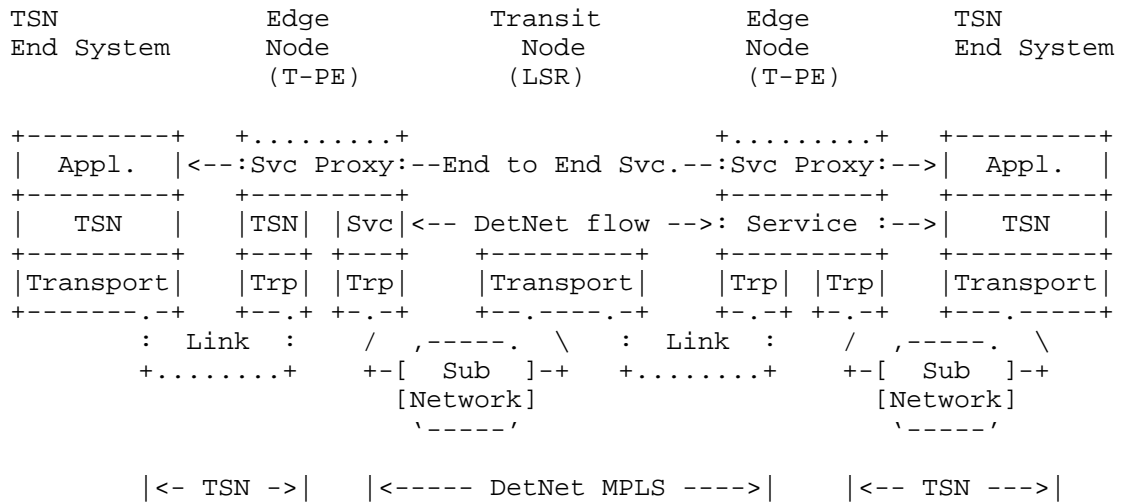 TSN                Edge            Transit         Edge            TSN
End System         Node             Node           Node            End System
                   (T-PE)          (LSR)           (T-PE)

+---------+    +.........+                      +.........+    +---------+
|  Appl.  |<--:Svc Proxy:--End to End Svc.--:Svc Proxy:-->|  Appl.  |
+---------+    +---------+                      +---------+    +---------+
|   TSN   |    |TSN| |Svc|<-- DetNet flow -->: Service :-->|   TSN   |
+---------+    +---+ +---+    +---------+       +---------+    +---------+
|Transport|    |Trp| |Trp|    |Transport|       |Trp| |Trp|    |Transport|
+-------.-+    +--.+ +-.-+    +--.----.-+       +-.-+ +-.-+    +---.-----+
        :  Link  :    /  ,-----.  \   :  Link  :    /  ,-----.  \
        +........+    +-[  Sub  ]-+   +........+    +-[  Sub  ]-+
                        [Network]                     [Network]
                         `-----'                       `-----'

        |<- TSN ->|   |<----- DetNet MPLS ---->|    |<-- TSN --->|